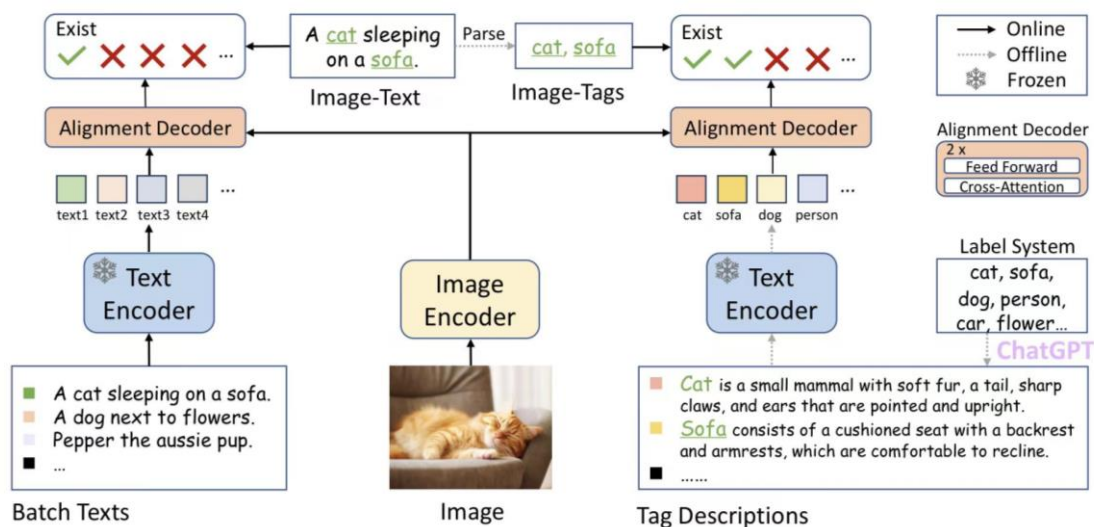 Exist
...
Alignment Decoder
text1 text2 text3 text4
...
Text
Encoder
A cat sleeping on a sofa.
A dog next to flowers.
Pepper the aussie pup.
...
Batch Texts
A cat sleeping
on a sofa.
Image-Text
Parse
cat, sofa
Image-Tags
Image
Encoder
Image
Exist
...
Alignment Decoder
cat sofa dog person
...
Text
Encoder
Cat is a small mammal with soft fur, a tail, sharp
claws, and ears that are pointed and upright.
Sofa consists of a cushioned seat with a backrest
and armrests, which are comfortable to recline.
......
Tag Descriptions
Online
Offline
Frozen
Alignment Decoder
2 x
Feed Forward
Cross-Attention
Label System
cat, sofa,
dog, person,
car, flower...
ChatGPT